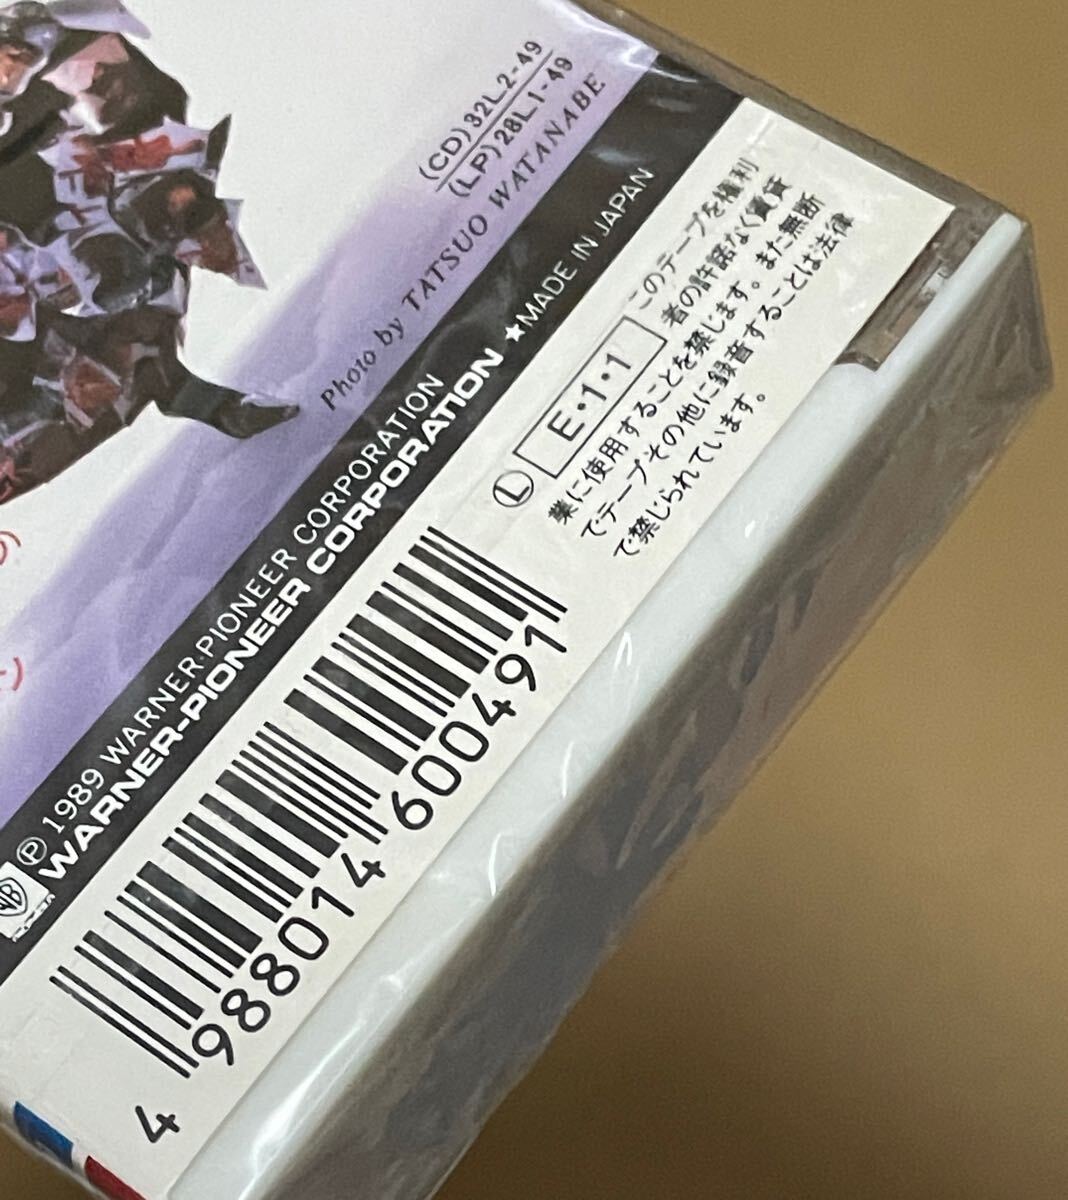 (CD)32L2-49
(LP)28L1-49
Photo by TATSUO WATANABE
Ⓟ1989 WARNER-PIONEER CORPORATION
WARNER-PIONEER CORPORATION ★MADE IN JAPAN
Ⓛ E・1・1
このテープを権利
者の許諾なく賃貸
業に使用することを禁じます。また無断
でテープその他に録音することは法律
で禁じられています。
4 988014 600491